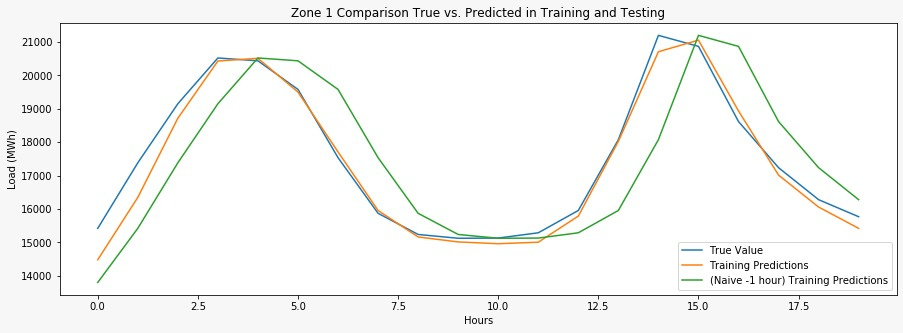 Zone 1 Comparison True vs. Predicted in Training and Testing
21000
20000
19000
18000
17000
16000
15000
14000
Load (MWh)
True Value
Training Predictions
(Naive -1 hour) Training Predictions
0.0 2.5 5.0 7.5 10.0 12.5 15.0 17.5
Hours